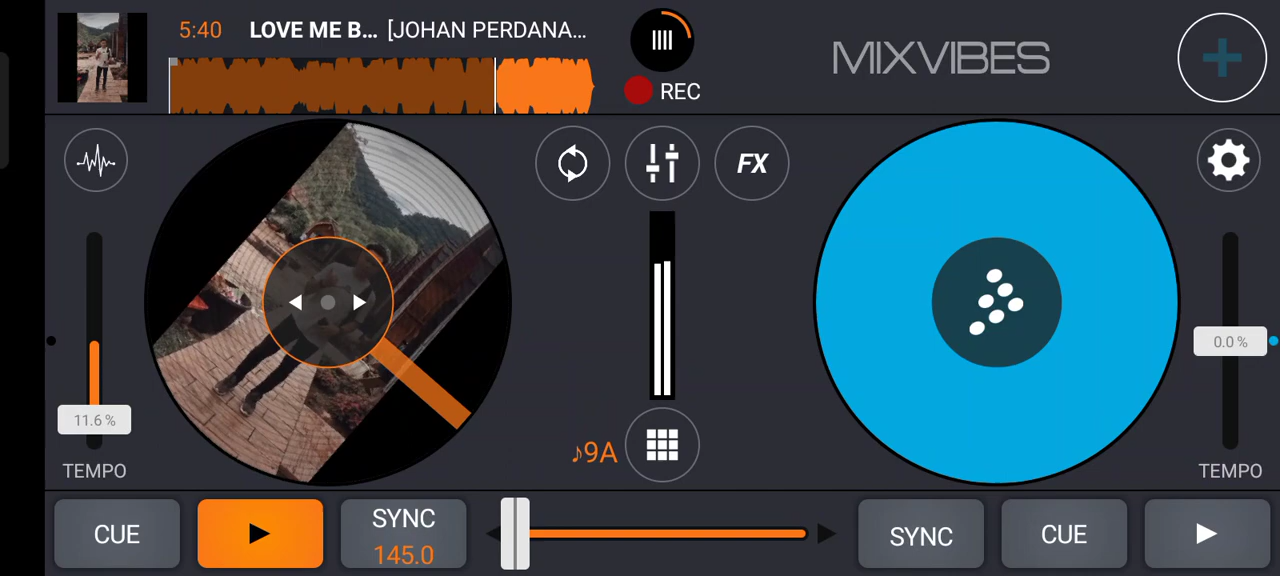 5:40 LOVE ME B... [JOHAN PERDANA...
REC
MIXVIBES
FX
11.6 %
TEMPO
♪9A
0.0 %
TEMPO
CUE
SYNC
145.0
SYNC
CUE